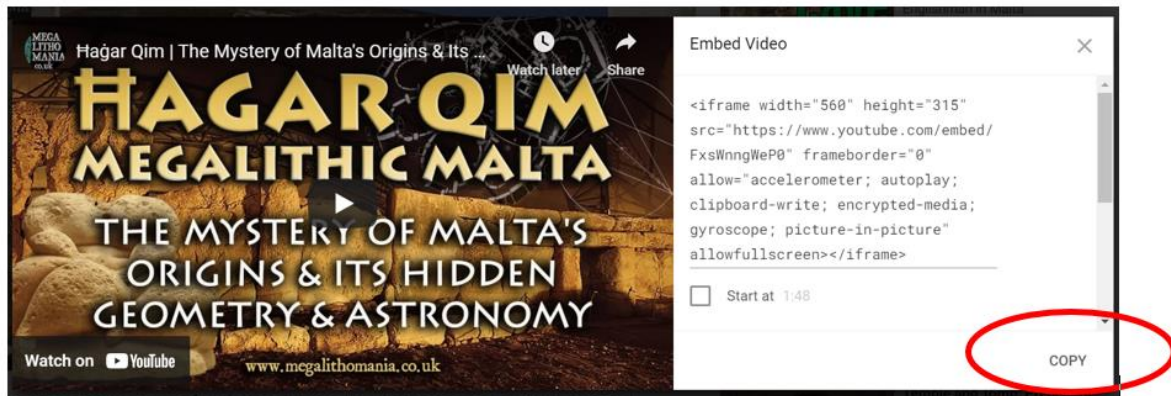 MEGA
LITHO
MANIA
co.uk
Ħaġar Qim | The Mystery of Malta's Origins & Its ...
Watch later
Share
ĦAGAR QIM
MEGALITHIC MALTA
THE MYSTERY OF MALTA'S
ORIGINS & ITS HIDDEN
GEOMETRY & ASTRONOMY
Watch on YouTube
www.megalithomania.co.uk
Embed Video
<iframe width="560" height="315"
src="https://www.youtube.com/embed/
FxsWnngWeP0" frameborder="0"
allow="accelerometer; autoplay;
clipboard-write; encrypted-media;
gyroscope; picture-in-picture"
allowfullscreen></iframe>
Start at 1:48
COPY